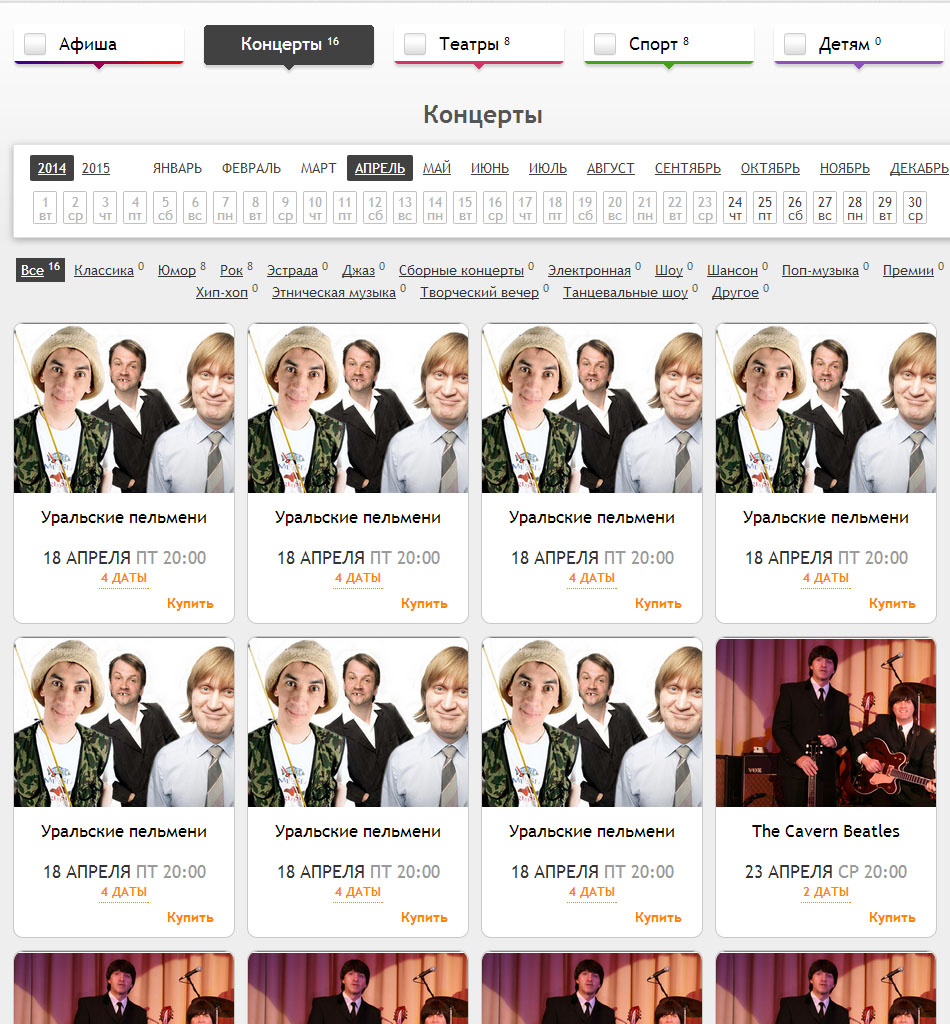 Афиша Концерты 16 Театры 8 Спорт 8 Детям 0
Концерты
2014 2015 ЯНВАРЬ ФЕВРАЛЬ МАРТ АПРЕЛЬ МАЙ ИЮНЬ ИЮЛЬ АВГУСТ СЕНТЯБРЬ ОКТЯБРЬ НОЯБРЬ ДЕКАБРЬ
1 2 3 4 5 6 7 8 9 10 11 12 13 14 15 16 17 18 19 20 21 22 23 24 25 26 27 28 29 30
вт ср чт пт сб вс пн вт ср чт пт сб вс пн вт ср чт пт сб вс пн вт ср чт пт сб вс пн вт ср
Все 16 Классика 0 Юмор 8 Рок 8 Эстрада 0 Джаз 0 Сборные концерты 0 Электронная 0 Шоу 0 Шансон 0 Поп-музыка 0 Премии 0
Хип-хоп 0 Этническая музыка 0 Творческий вечер 0 Танцевальные шоу 0 Другое 0
Уральские пельмени Уральские пельмени Уральские пельмени Уральские пельмени
18 АПРЕЛЯ ПТ 20:00 18 АПРЕЛЯ ПТ 20:00 18 АПРЕЛЯ ПТ 20:00 18 АПРЕЛЯ ПТ 20:00
4 ДАТЫ 4 ДАТЫ 4 ДАТЫ 4 ДАТЫ
Купить Купить Купить Купить
VOX
Уральские пельмени Уральские пельмени Уральские пельмени The Cavern Beatles
18 АПРЕЛЯ ПТ 20:00 18 АПРЕЛЯ ПТ 20:00 18 АПРЕЛЯ ПТ 20:00 23 АПРЕЛЯ СР 20:00
4 ДАТЫ 4 ДАТЫ 4 ДАТЫ 2 ДАТЫ
Купить Купить Купить Купить